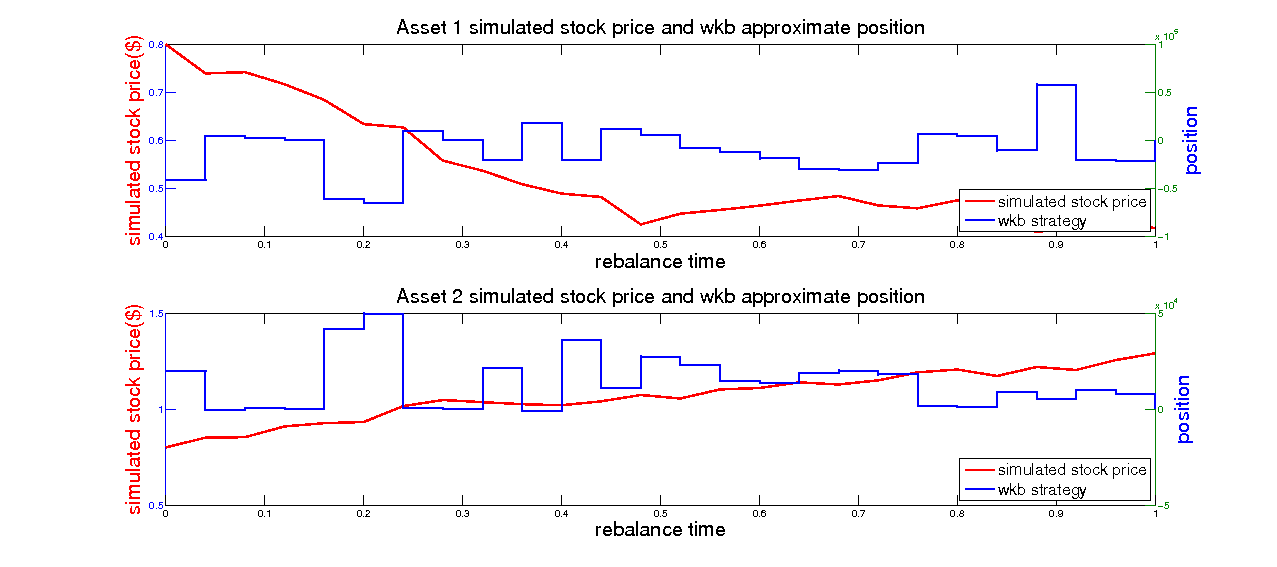 Asset 1 simulated stock price and wkb approximate position
x 10^5
simulated stock price($)
0.8
0.7
0.6
0.5
0.4
1
0.5
0
-0.5
-1
position
simulated stock price
wkb strategy
0 0.1 0.2 0.3 0.4 0.5 0.6 0.7 0.8 0.9 1
rebalance time
Asset 2 simulated stock price and wkb approximate position
x 10^4
simulated stock price($)
1.5
1
0.5
5
0
-5
position
simulated stock price
wkb strategy
0 0.1 0.2 0.3 0.4 0.5 0.6 0.7 0.8 0.9 1
rebalance time